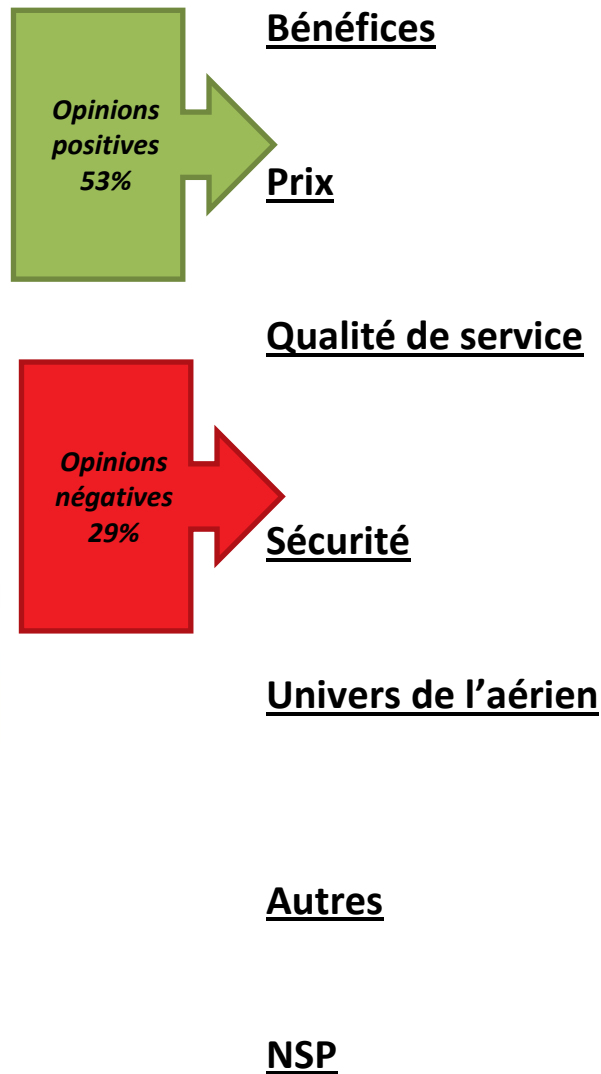 Bénéfices
Opinions
positives
53%
Prix
Qualité de service
Opinions
négatives
29%
Sécurité
Univers de l’aérien
Autres
NSP